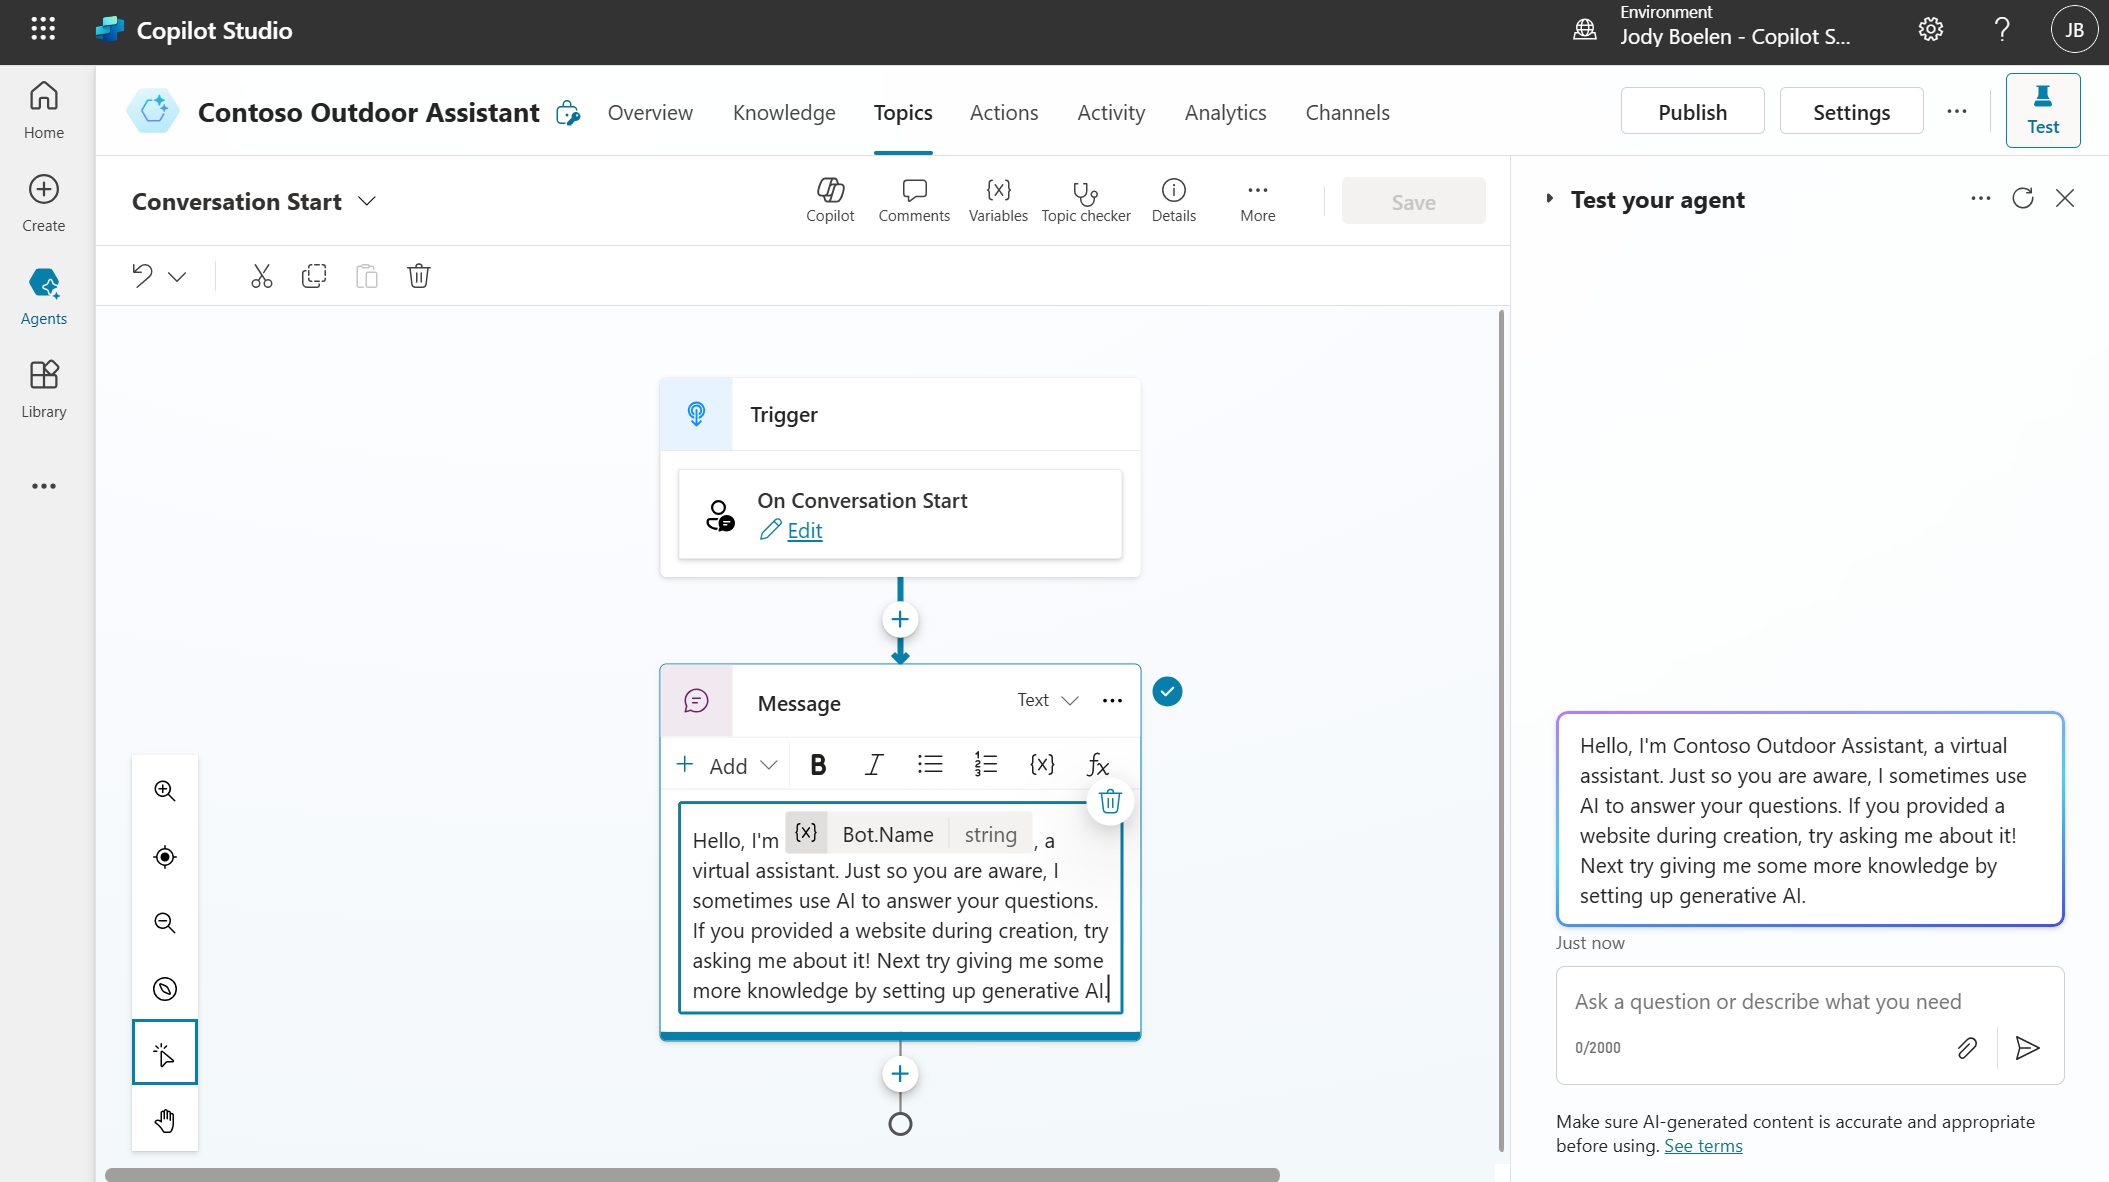 Copilot Studio
Environment
Jody Boelen - Copilot S...
JB
Home
Create
Agents
Library
Contoso Outdoor Assistant
Overview
Knowledge
Topics
Actions
Activity
Analytics
Channels
Publish
Settings
Test
Conversation Start
Copilot
Comments
Variables
Topic checker
Details
More
Save
Trigger
On Conversation Start
Edit
Message
Text
Add
B
I
{x}
fx
Hello, I'm {x} Bot.Name string , a
virtual assistant. Just so you are aware, I
sometimes use AI to answer your questions.
If you provided a website during creation, try
asking me about it! Next try giving me some
more knowledge by setting up generative AI.
Test your agent
Hello, I'm Contoso Outdoor Assistant, a virtual
assistant. Just so you are aware, I sometimes use
AI to answer your questions. If you provided a
website during creation, try asking me about it!
Next try giving me some more knowledge by
setting up generative AI.
Just now
Ask a question or describe what you need
0/2000
Make sure AI-generated content is accurate and appropriate
before using. See terms